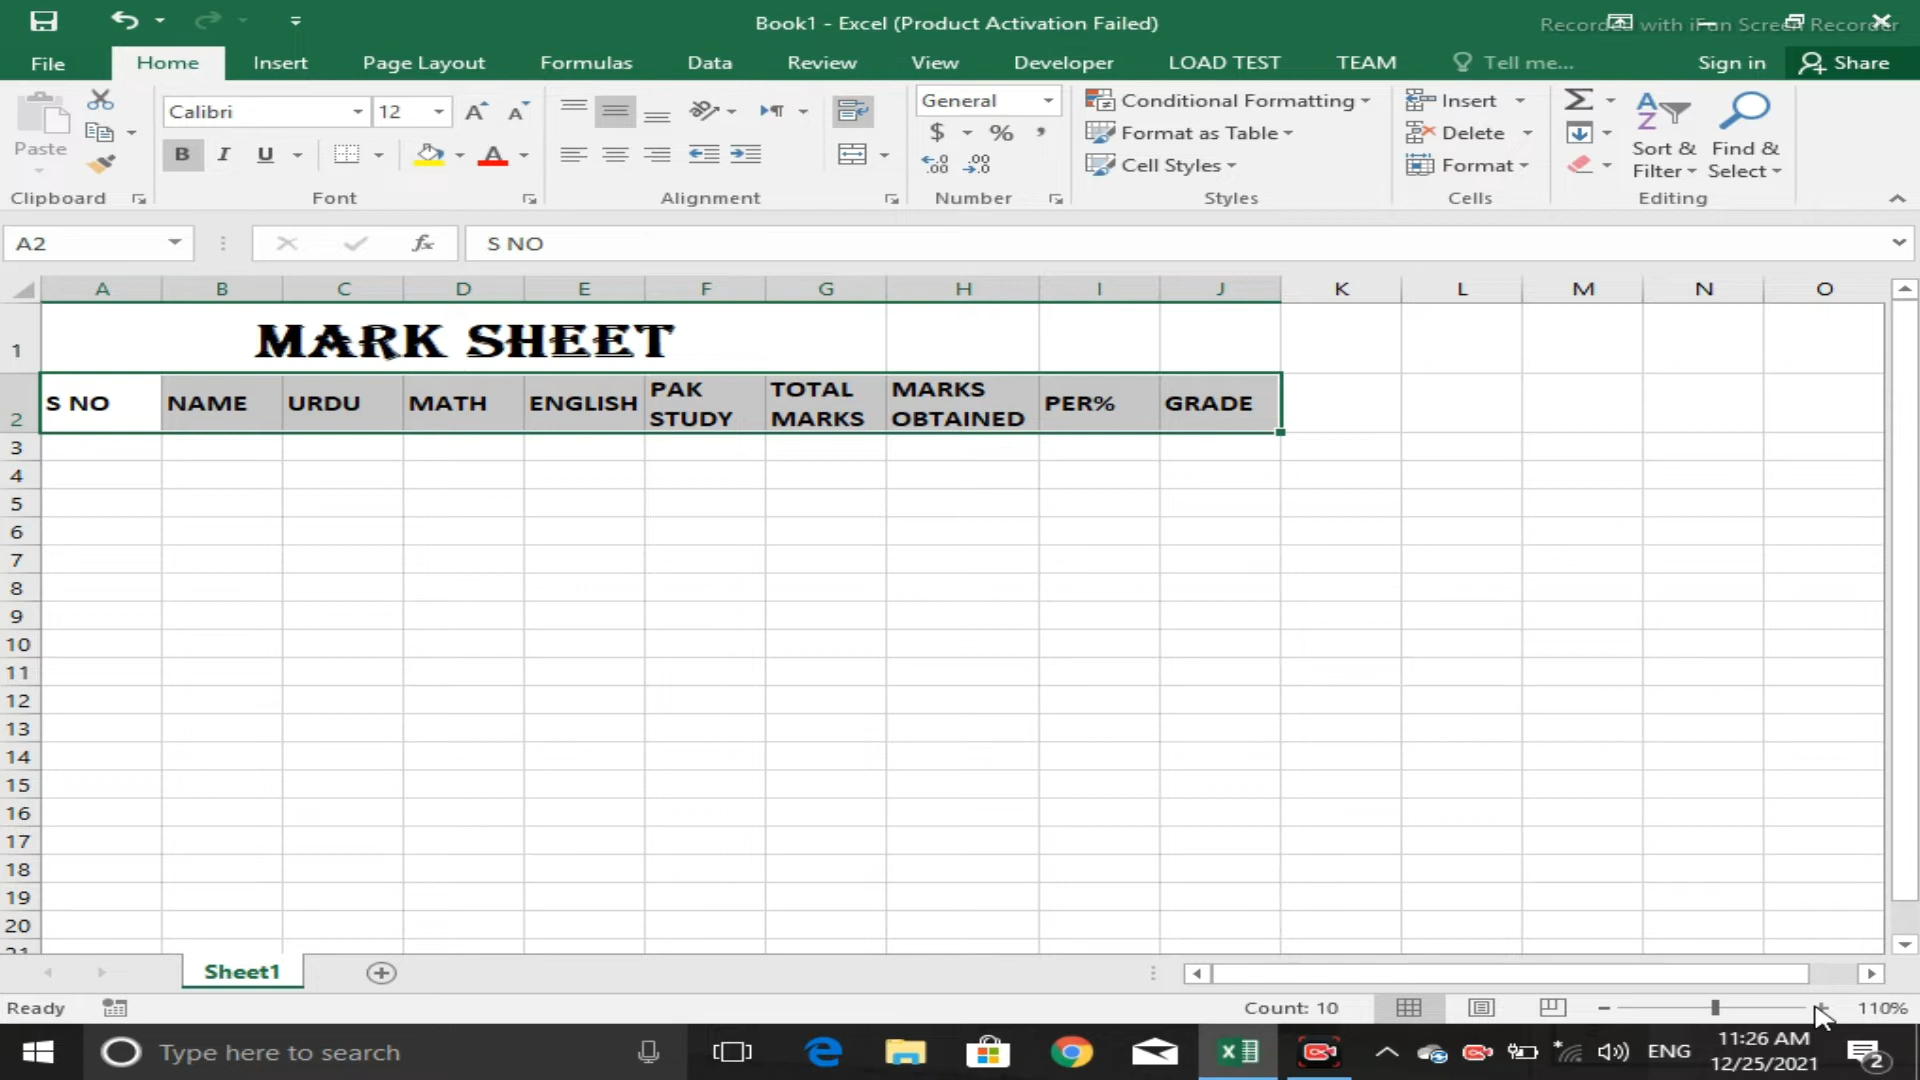 Book1 - Excel (Product Activation Failed)
Recorded with iFun Screen Recorder
File Home Insert Page Layout Formulas Data Review View Developer LOAD TEST TEAM Tell me... Sign in Share
Calibri 12 General Conditional Formatting Insert
Paste B I U A $ % , Format as Table Delete Sort & Filter Find & Select
.00 .00 Cell Styles Format
Clipboard Font Alignment Number Styles Cells Editing
A2 fx S NO
A B C D E F G H I J K L M N O
1 MARK SHEET
2 S NO NAME URDU MATH ENGLISH PAK STUDY TOTAL MARKS MARKS OBTAINED PER% GRADE
3
4
5
6
7
8
9
10
11
12
13
14
15
16
17
18
19
20
21
Sheet1
Ready Count: 10 110%
Type here to search ENG 11:26 AM
12/25/2021 2